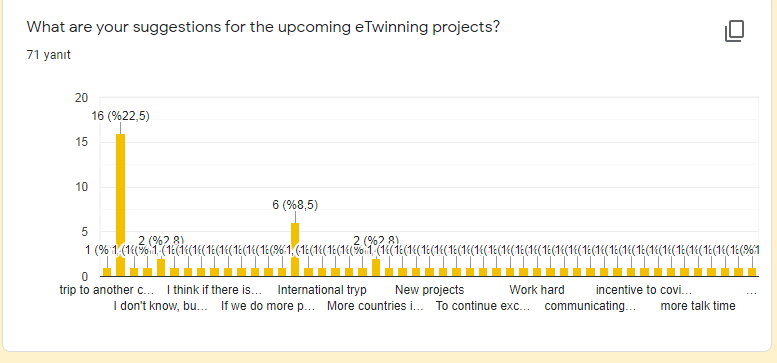 What are your suggestions for the upcoming eTwinning projects?
71 yanıt
20
16 (%22,5)
15
10
6 (%8,5)
5
2 (%2,8)
2 (%2,8)
1 (%
0
trip to another c... I think if there is... International tryp New projects Work hard incentive to covi... ...
I don't know, bu... If we do more p... More countries i... To continue exc... communicating... more talk time